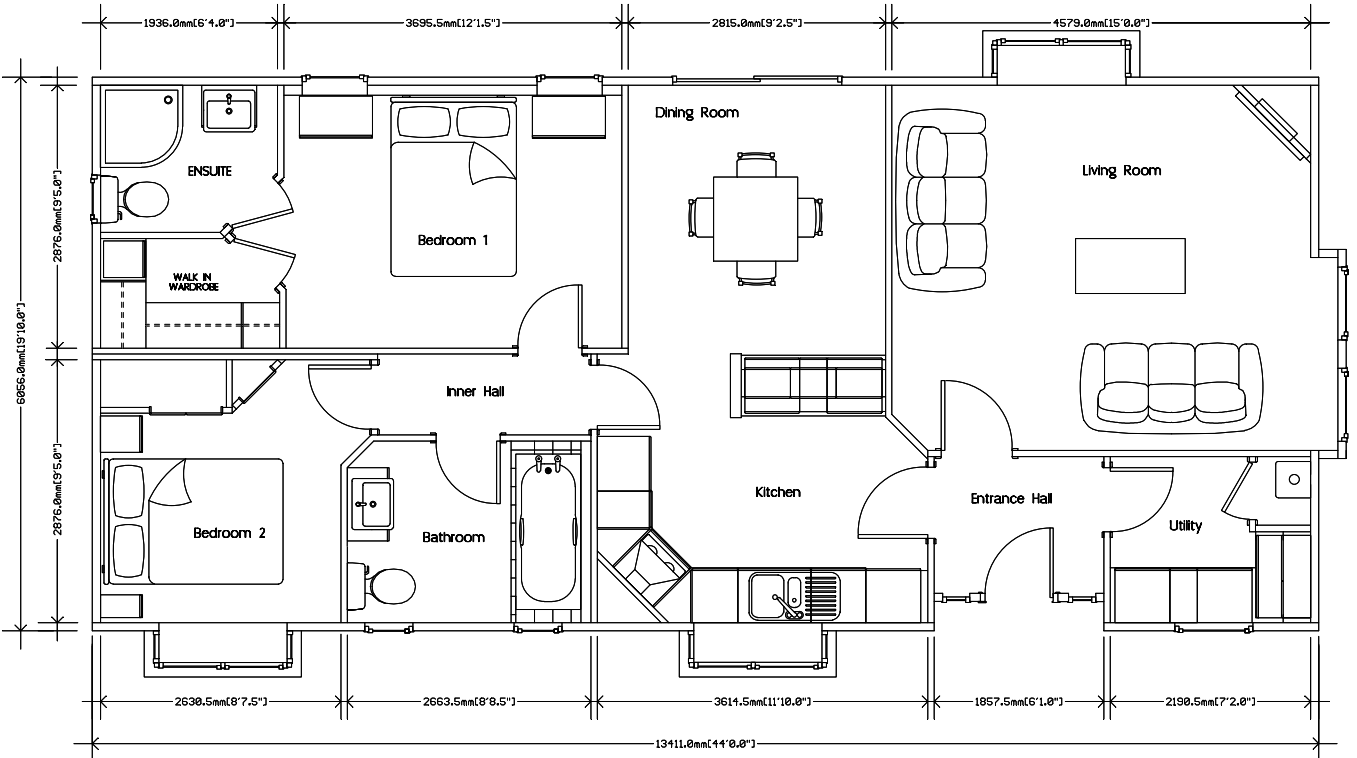 1936.0mm[6'4.0"]
3695.5mm[12'1.5"]
2815.0mm[9'2.5"]
4579.0mm[15'0.0"]
Dining Room
Living Room
ENSUITE
Bedroom 1
WALK IN
WARDROBE
2876.0mm[9'5.0"]
6056.0mm[19'10.0"]
Inner Hall
Kitchen
Entrance Hall
Utility
Bedroom 2
Bathroom
2876.0mm[9'5.0"]
2630.5mm[8'7.5"]
2663.5mm[8'8.5"]
3614.5mm[11'10.0"]
1857.5mm[6'1.0"]
2190.5mm[7'2.0"]
13411.0mm[44'0.0"]